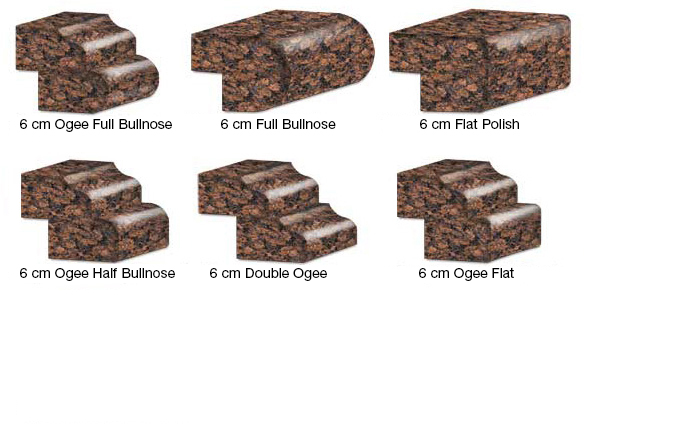 6 cm Ogee Full Bullnose
6 cm Full Bullnose
6 cm Flat Polish
6 cm Ogee Half Bullnose
6 cm Double Ogee
6 cm Ogee Flat